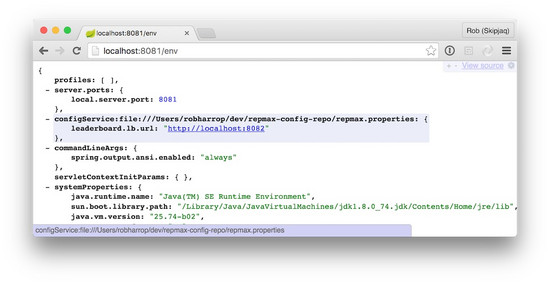 localhost:8081/env
Rob (Skipjaq)
localhost:8081/env
+ - View source
{
profiles: [ ],
- server.ports: {
local.server.port: 8081
},
- configService:file:///Users/robharrop/dev/repmax-config-repo/repmax.properties: {
leaderboard.lb.url: "http://localhost:8082"
},
- commandLineArgs: {
spring.output.ansi.enabled: "always"
},
servletContextInitParams: { },
- systemProperties: {
java.runtime.name: "Java(TM) SE Runtime Environment",
sun.boot.library.path: "/Library/Java/JavaVirtualMachines/jdk1.8.0_74.jdk/Contents/Home/jre/lib",
java.vm.version: "25.74-b02",
configService:file:///Users/robharrop/dev/repmax-config-repo/repmax.properties